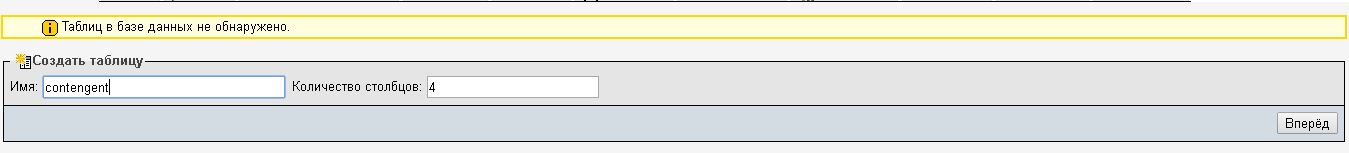 Таблиц в базе данных не обнаружено.
Создать таблицу
Имя: contengent Количество столбцов: 4
Вперёд